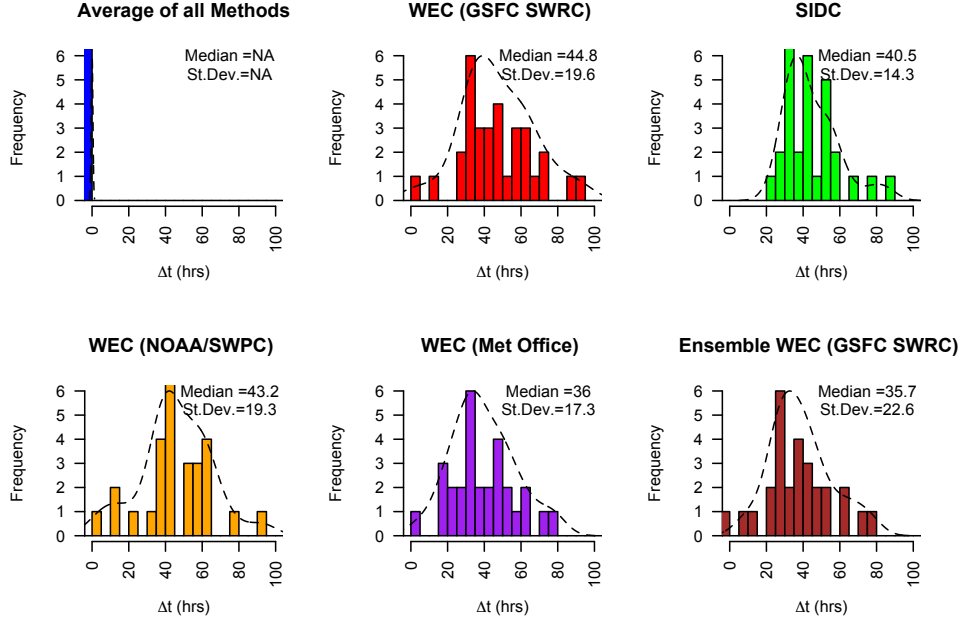 Average of all Methods
Median =NA
St.Dev.=NA
Frequency
0 1 2 3 4 5 6
0 20 40 60 80 100
Δt (hrs)
WEC (GSFC SWRC)
Median =44.8
St.Dev.=19.6
Frequency
0 1 2 3 4 5 6
0 20 40 60 80 100
Δt (hrs)
SIDC
Median =40.5
St.Dev.=14.3
Frequency
0 1 2 3 4 5 6
0 20 40 60 80 100
Δt (hrs)
WEC (NOAA/SWPC)
Median =43.2
St.Dev.=19.3
Frequency
0 1 2 3 4 5 6
0 20 40 60 80 100
Δt (hrs)
WEC (Met Office)
Median =36
St.Dev.=17.3
Frequency
0 1 2 3 4 5 6
0 20 40 60 80 100
Δt (hrs)
Ensemble WEC (GSFC SWRC)
Median =35.7
St.Dev.=22.6
Frequency
0 1 2 3 4 5 6
0 20 40 60 80 100
Δt (hrs)